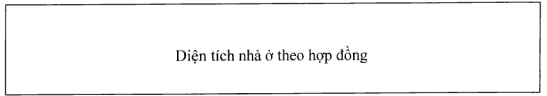 Diện tích nhà ở theo hợp đồng